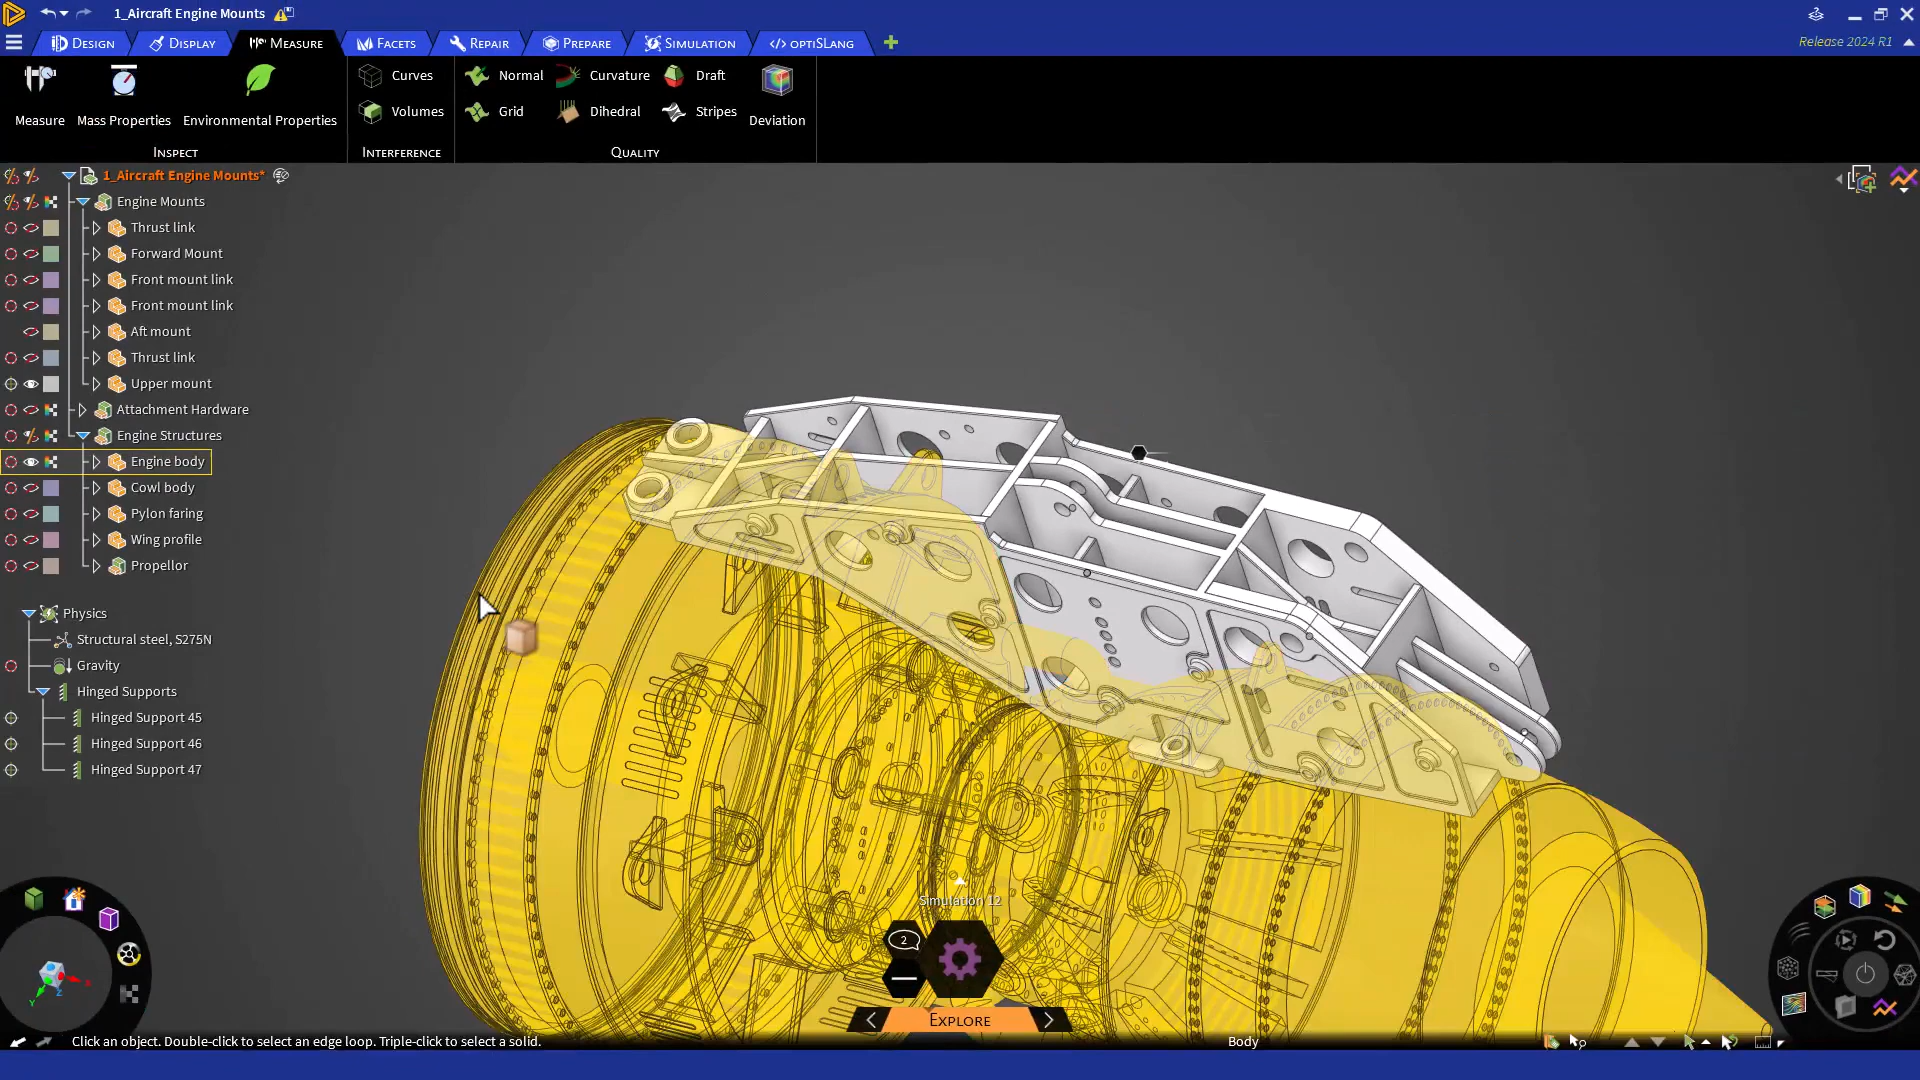 1_Aircraft Engine Mounts
DESIGN DISPLAY MEASURE FACETS REPAIR PREPARE SIMULATION OPTISLANG
Release 2024 R1
Measure Mass Properties Environmental Properties
INSPECT
Curves
Volumes
INTERFERENCE
Normal Curvature Draft
Grid Dihedral Stripes
Deviation
QUALITY
1_Aircraft Engine Mounts*
Engine Mounts
Thrust link
Forward Mount
Front mount link
Front mount link
Aft mount
Thrust link
Upper mount
Attachment Hardware
Engine Structures
Engine body
Cowl body
Pylon faring
Wing profile
Propellor
Physics
Structural steel, S275N
Gravity
Hinged Supports
Hinged Support 45
Hinged Support 46
Hinged Support 47
X
Y
Z
Simulation 12
2
EXPLORE
Click an object. Double-click to select an edge loop. Triple-click to select a solid.
Body